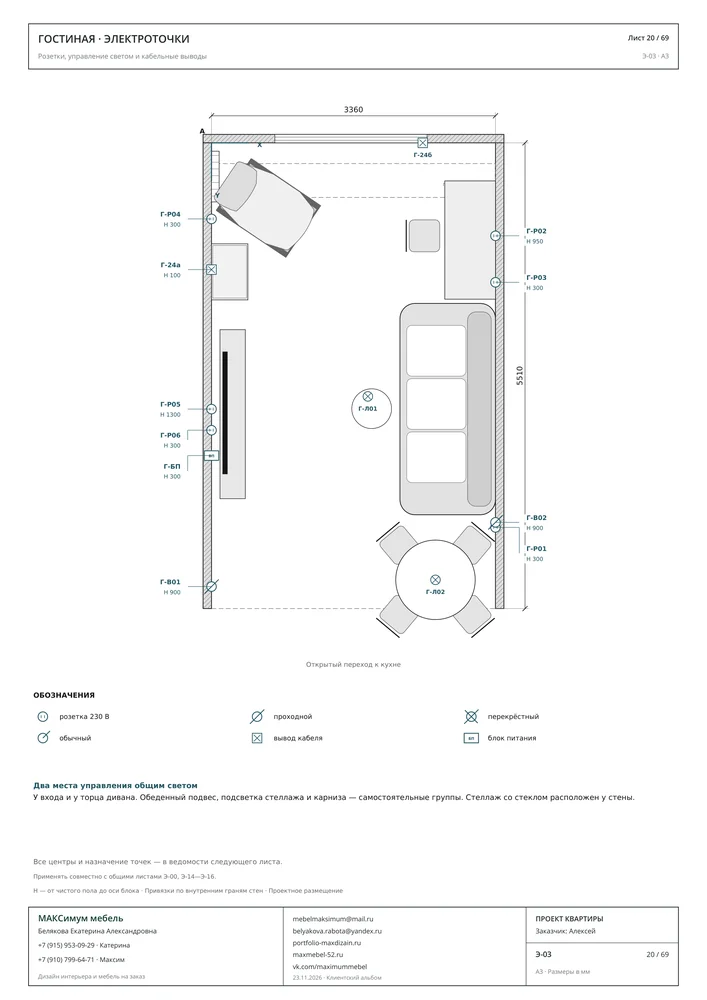 ГОСТИНАЯ · ЭЛЕКТРОТОЧКИ
Лист 20 / 69
Розетки, управление светом и кабельные выводы
Э-03 · А3
3360
A
X
Г-24б
Y
Г-Р04
H 300
Г-Р02
H 950
Г-24а
H 100
Г-Р03
H 300
5510
Г-Р05
H 1300
Г-Л01
Г-Р06
H 300
БП
Г-БП
H 300
Г-В02
H 900
Г-Р01
H 300
Г-В01
H 900
Г-Л02
Открытый переход к кухне
ОБОЗНАЧЕНИЯ
розетка 230 В
проходной
перекрёстный
обычный
вывод кабеля
БП
блок питания
Два места управления общим светом
У входа и у торца дивана. Обеденный подвес, подсветка стеллажа и карниза — самостоятельные группы. Стеллаж со стеклом расположен у стены.
Все центры и назначение точек — в ведомости следующего листа.
Применять совместно с общими листами Э-00, Э-14—Э-16.
H — от чистого пола до оси блока · Привязки по внутренним граням стен · Проектное размещение
МАКСимум мебель
Белякова Екатерина Александровна
+7 (915) 953-09-29 · Катерина
+7 (910) 799-64-71 · Максим
Дизайн интерьера и мебель на заказ
mebelmaksimum@mail.ru
belyakova.rabota@yandex.ru
portfolio-maxdizain.ru
maxmebel-52.ru
vk.com/maximummebel
23.11.2026 · Клиентский альбом
ПРОЕКТ КВАРТИРЫ
Заказчик: Алексей
Э-03
20 / 69
А3 · Размеры в мм